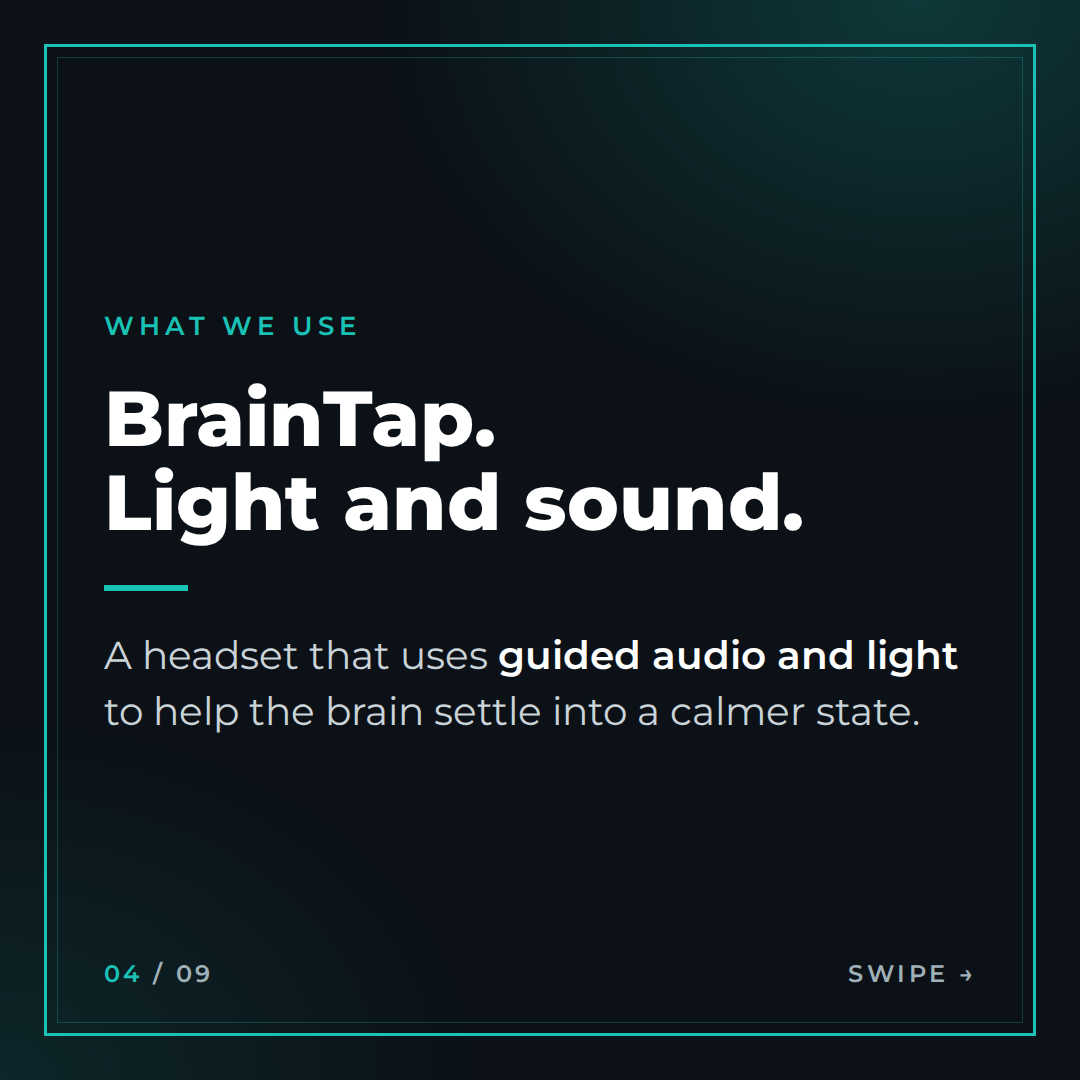 WHAT WE USE
BrainTap.
Light and sound.
A headset that uses guided audio and light
to help the brain settle into a calmer state.
04 / 09
SWIPE →